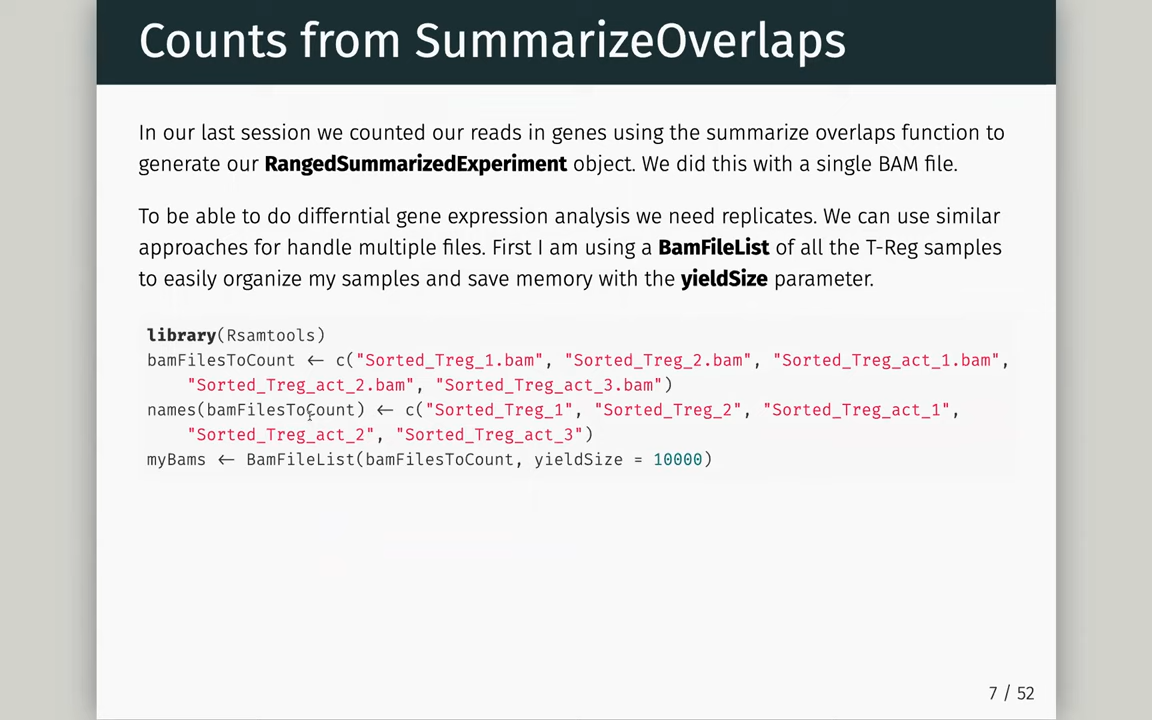 Counts from SummarizeOverlaps
In our last session we counted our reads in genes using the summarize overlaps function to
generate our RangedSummarizedExperiment object. We did this with a single BAM file.
To be able to do differntial gene expression analysis we need replicates. We can use similar
approaches for handle multiple files. First I am using a BamFileList of all the T-Reg samples
to easily organize my samples and save memory with the yieldSize parameter.
library(Rsamtools)
bamFilesToCount <- c("Sorted_Treg_1.bam", "Sorted_Treg_2.bam", "Sorted_Treg_act_1.bam",
"Sorted_Treg_act_2.bam", "Sorted_Treg_act_3.bam")
names(bamFilesToCount) <- c("Sorted_Treg_1", "Sorted_Treg_2", "Sorted_Treg_act_1",
"Sorted_Treg_act_2", "Sorted_Treg_act_3")
myBams <- BamFileList(bamFilesToCount, yieldSize = 10000)
7 / 52